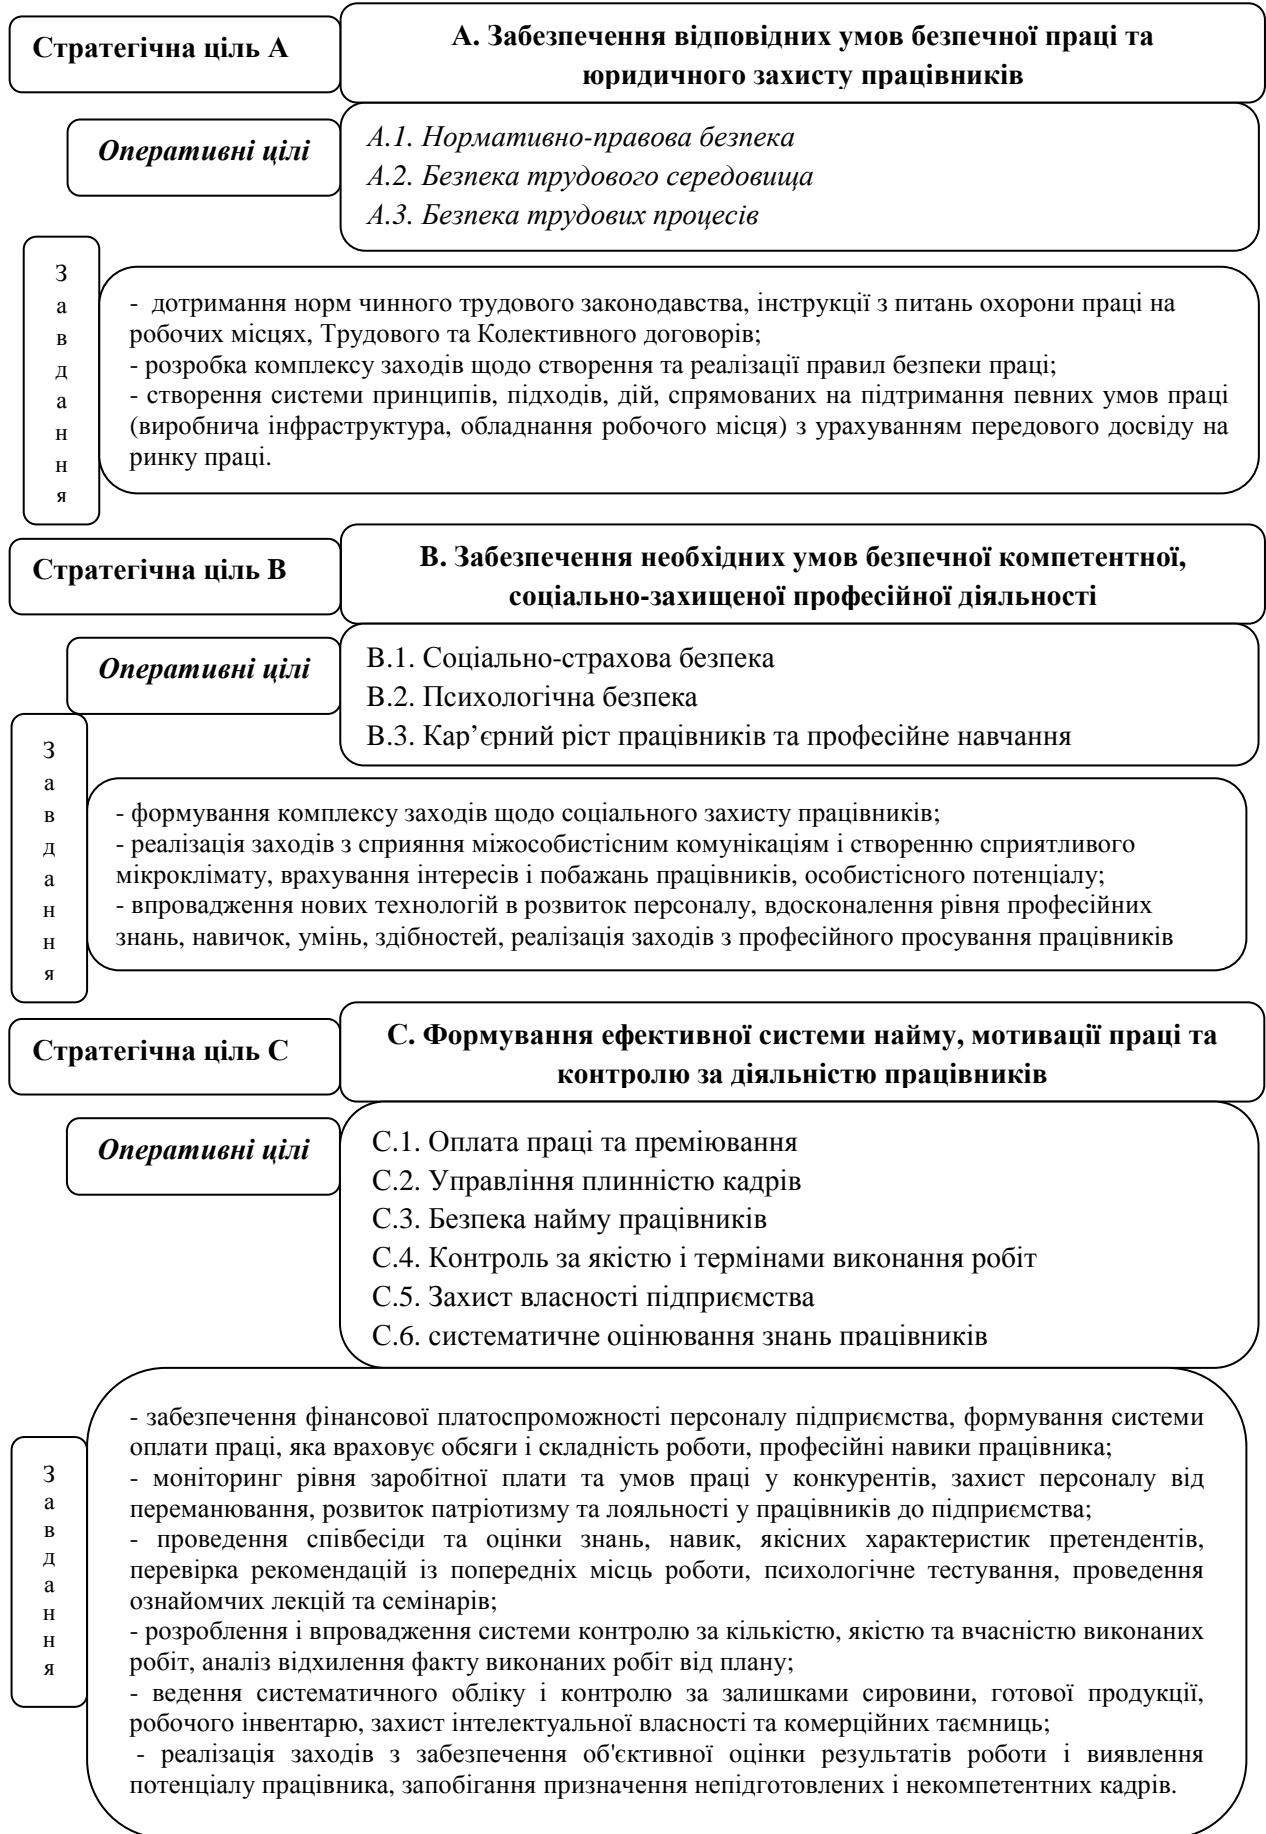 Стратегічна ціль А
А. Забезпечення відповідних умов безпечної праці та
юридичного захисту працівників
Оперативні цілі
А.1. Нормативно-правова безпека
А.2. Безпека трудового середовища
А.3. Безпека трудових процесів
З
а
в
д
а
н
н
я
- дотримання норм чинного трудового законодавства, інструкції з питань охорони праці на
робочих місцях, Трудового та Колективного договорів;
- розробка комплексу заходів щодо створення та реалізації правил безпеки праці;
- створення системи принципів, підходів, дій, спрямованих на підтримання певних умов праці
(виробнича інфраструктура, обладнання робочого місця) з урахуванням передового досвіду на
ринку праці.
Стратегічна ціль В
В. Забезпечення необхідних умов безпечної компетентної,
соціально-захищеної професійної діяльності
Оперативні цілі
В.1. Соціально-страхова безпека
В.2. Психологічна безпека
В.3. Кар’єрний ріст працівників та професійне навчання
З
а
в
д
а
н
н
я
- формування комплексу заходів щодо соціального захисту працівників;
- реалізація заходів з сприяння міжособистісним комунікаціям і створенню сприятливого
мікроклімату, врахування інтересів і побажань працівників, особистісного потенціалу;
- впровадження нових технологій в розвиток персоналу, вдосконалення рівня професійних
знань, навичок, умінь, здібностей, реалізація заходів з професійного просування працівників
Стратегічна ціль С
С. Формування ефективної системи найму, мотивації праці та
контролю за діяльністю працівників
Оперативні цілі
С.1. Оплата праці та преміювання
С.2. Управління плинністю кадрів
С.3. Безпека найму працівників
С.4. Контроль за якістю і термінами виконання робіт
С.5. Захист власності підприємства
С.6. систематичне оцінювання знань працівників
З
а
в
д
а
н
н
я
- забезпечення фінансової платоспроможності персоналу підприємства, формування системи
оплати праці, яка враховує обсяги і складність роботи, професійні навики працівника;
- моніторинг рівня заробітної плати та умов праці у конкурентів, захист персоналу від
переманювання, розвиток патріотизму та лояльності у працівників до підприємства;
- проведення співбесіди та оцінки знань, навик, якісних характеристик претендентів,
перевірка рекомендацій із попередніх місць роботи, психологічне тестування, проведення
ознайомчих лекцій та семінарів;
- розроблення і впровадження системи контролю за кількістю, якістю та вчасністю виконаних
робіт, аналіз відхилення факту виконаних робіт від плану;
- ведення систематичного обліку і контролю за залишками сировини, готової продукції,
робочого інвентарю, захист інтелектуальної власності та комерційних таємниць;
- реалізація заходів з забезпечення об'єктивної оцінки результатів роботи і виявлення
потенціалу працівника, запобігання призначення непідготовлених і некомпетентних кадрів.